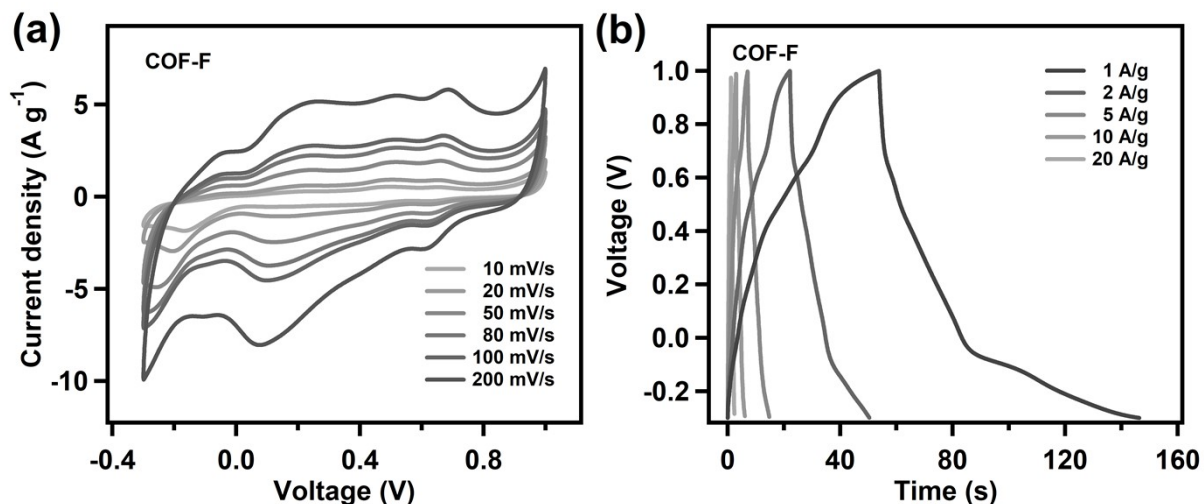 (a)
COF-F
Current density (A g⁻¹)
5
0
-5
-10
10 mV/s
20 mV/s
50 mV/s
80 mV/s
100 mV/s
200 mV/s
-0.4
0.0
0.4
0.8
Voltage (V)
(b)
COF-F
1 A/g
2 A/g
5 A/g
10 A/g
20 A/g
Voltage (V)
1.0
0.8
0.6
0.4
0.2
0.0
-0.2
0
40
80
120
160
Time (s)